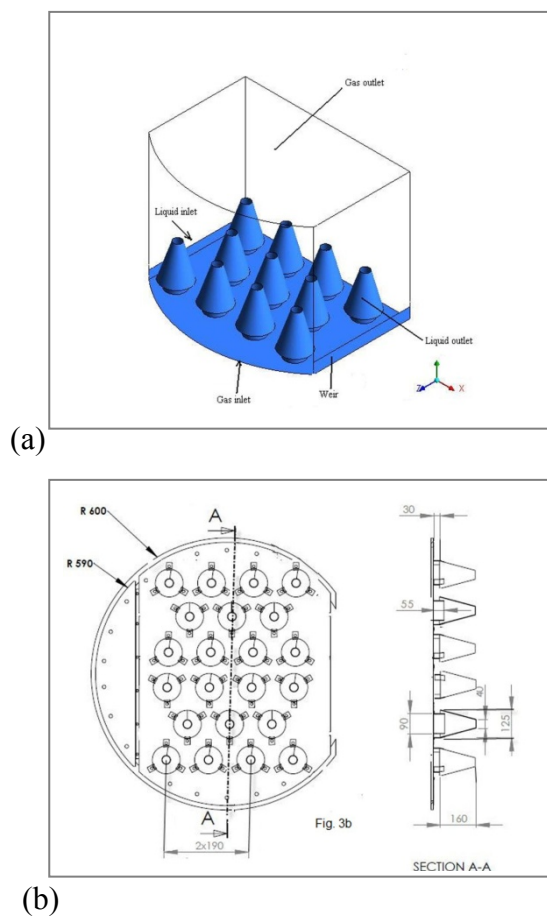 Gas outlet
Liquid inlet
Liquid outlet
Gas inlet
Weir
Z
X
(a)
R 600
R 590
A
A
2x190
Fig. 3b
30
55
90
40
125
160
SECTION A-A
(b)